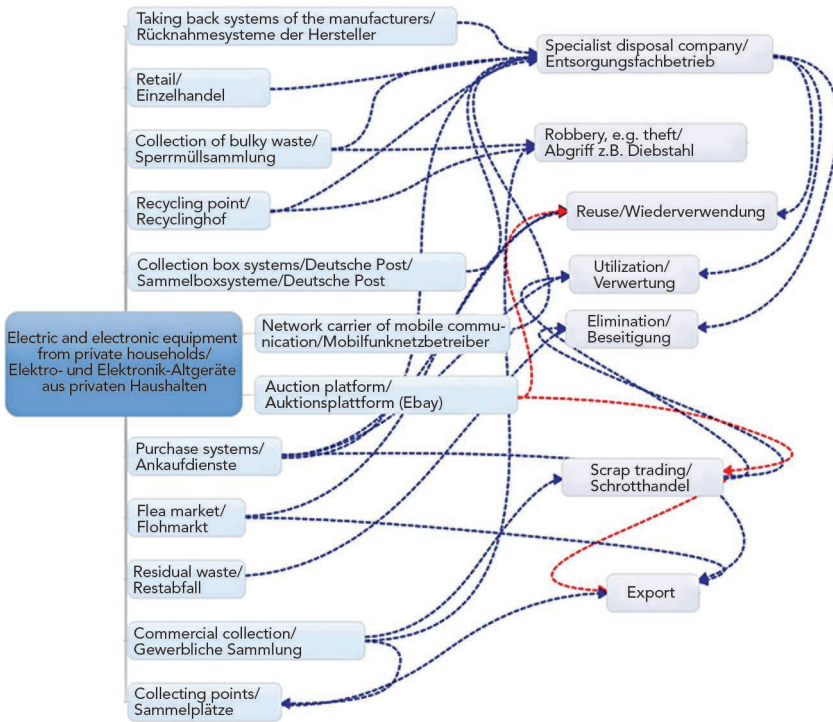 Taking back systems of the manufacturers/
Rücknahmesysteme der Hersteller
Retail/
Einzelhandel
Collection of bulky waste/
Sperrmüllsammlung
Recycling point/
Recyclinghof
Collection box systems/Deutsche Post/
Sammelboxsysteme/Deutsche Post
Electric and electronic equipment
from private households/
Elektro- und Elektronik-Altgeräte
aus privaten Haushalten
Network carrier of mobile commu-
nication/Mobilfunknetzbetreiber
Auction platform/
Auktionsplattform (Ebay)
Purchase systems/
Ankaufdienste
Flea market/
Flohmarkt
Residual waste/
Restabfall
Commercial collection/
Gewerbliche Sammlung
Collecting points/
Sammelplätze
Specialist disposal company/
Entsorgungsfachbetrieb
Robbery, e.g. theft/
Abgriff z.B. Diebstahl
Reuse/Wiederverwendung
Utilization/
Verwertung
Elimination/
Beseitigung
Scrap trading/
Schrotthandel
Export